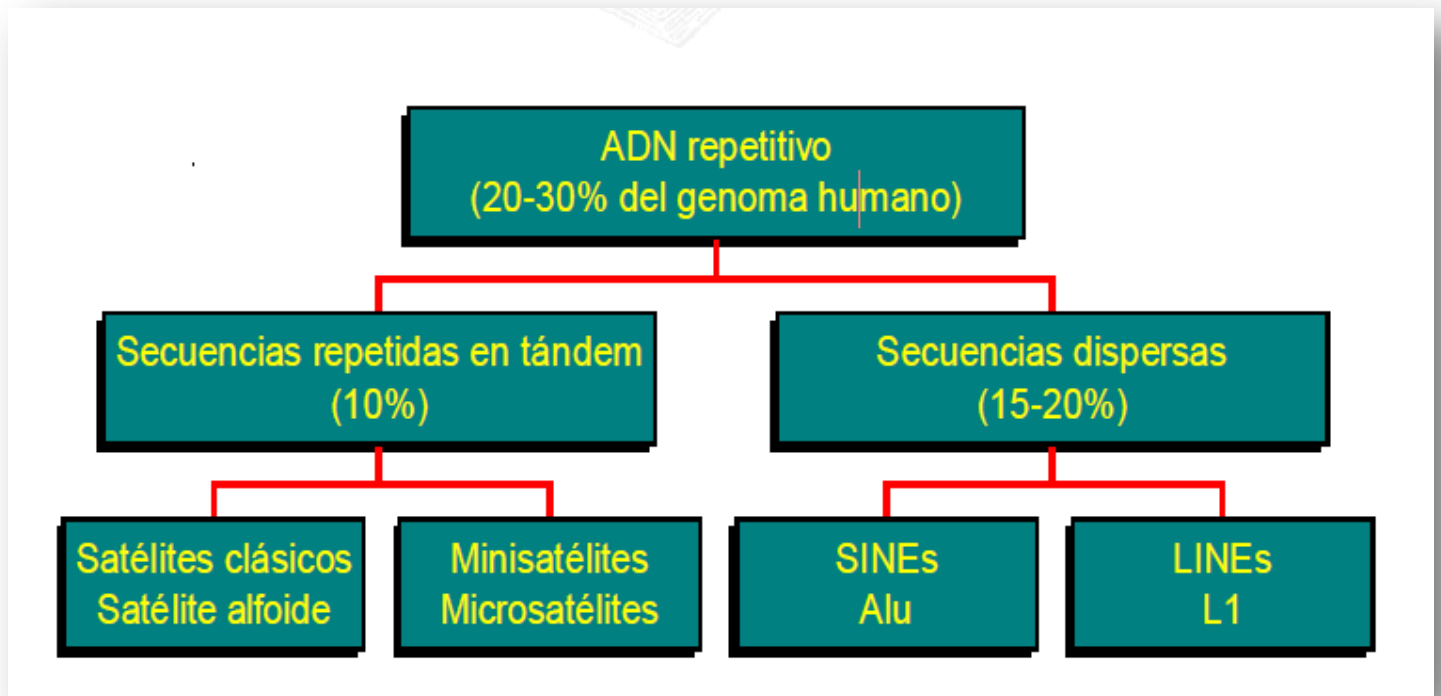 ADN repetitivo
(20-30% del genoma humano)
Secuencias repetidas en tándem
(10%)
Secuencias dispersas
(15-20%)
Satélites clásicos
Satélite alfoide
Minisatélites
Microsatélites
SINEs
Alu
LINEs
L1